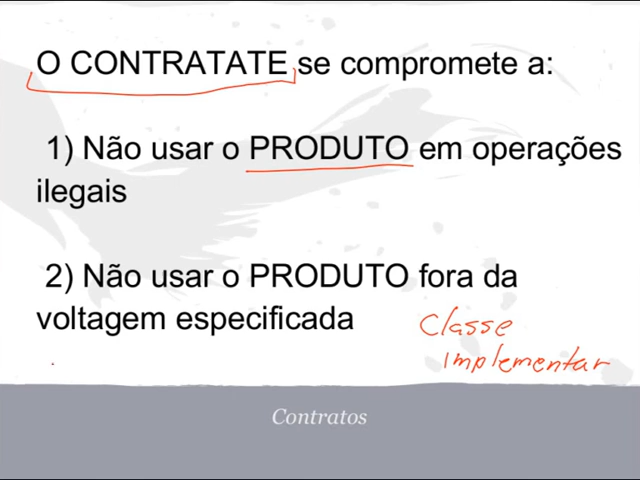 O CONTRATATE se compromete a:
1) Não usar o PRODUTO em operações
ilegais
2) Não usar o PRODUTO fora da
voltagem especificada
Classe
implementar
Contratos